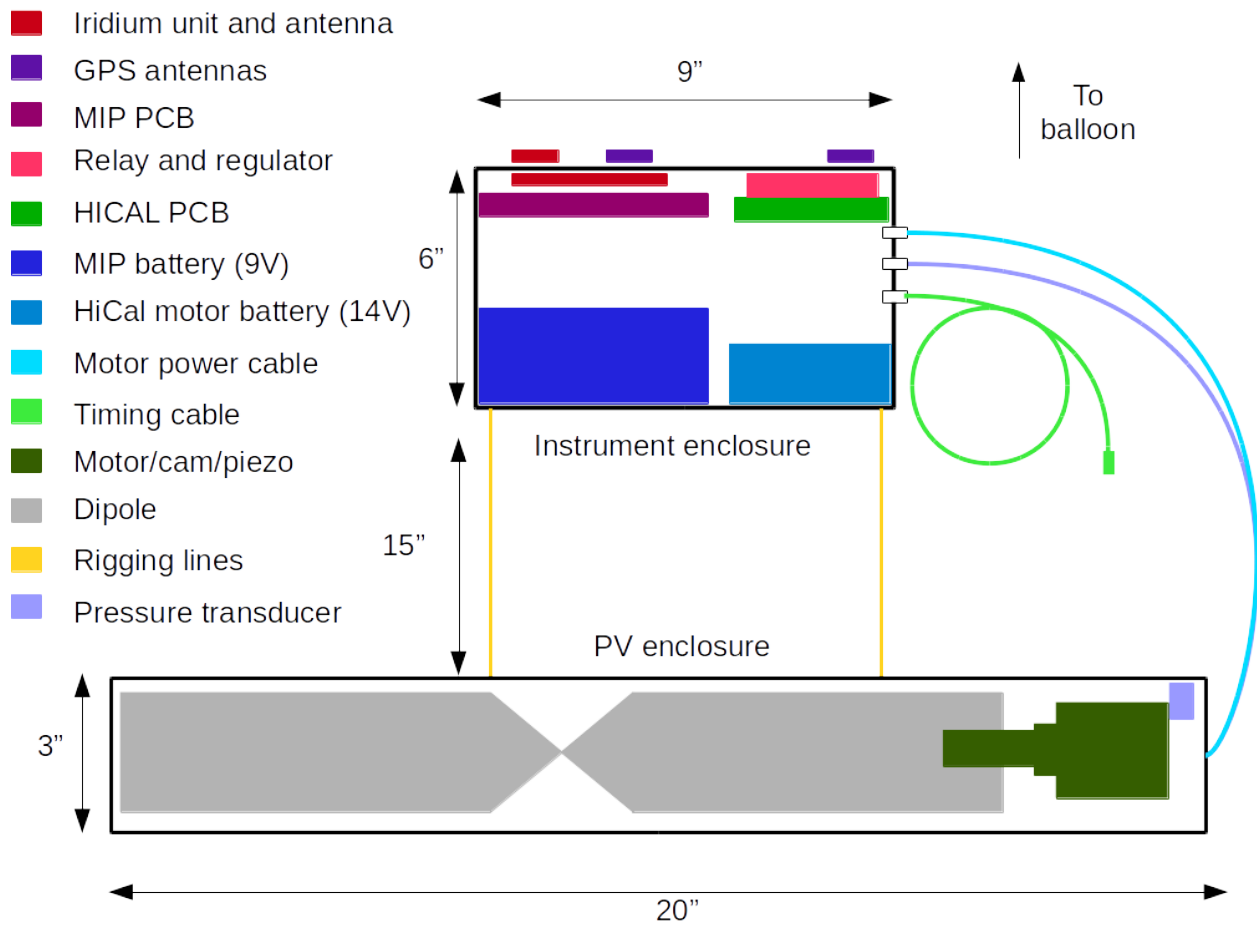 Iridium unit and antenna
GPS antennas
MIP PCB
Relay and regulator
HICAL PCB
MIP battery (9V)
HiCal motor battery (14V)
Motor power cable
Timing cable
Motor/cam/piezo
Dipole
Rigging lines
Pressure transducer
9”
To
balloon
6”
Instrument enclosure
15”
PV enclosure
3”
20”